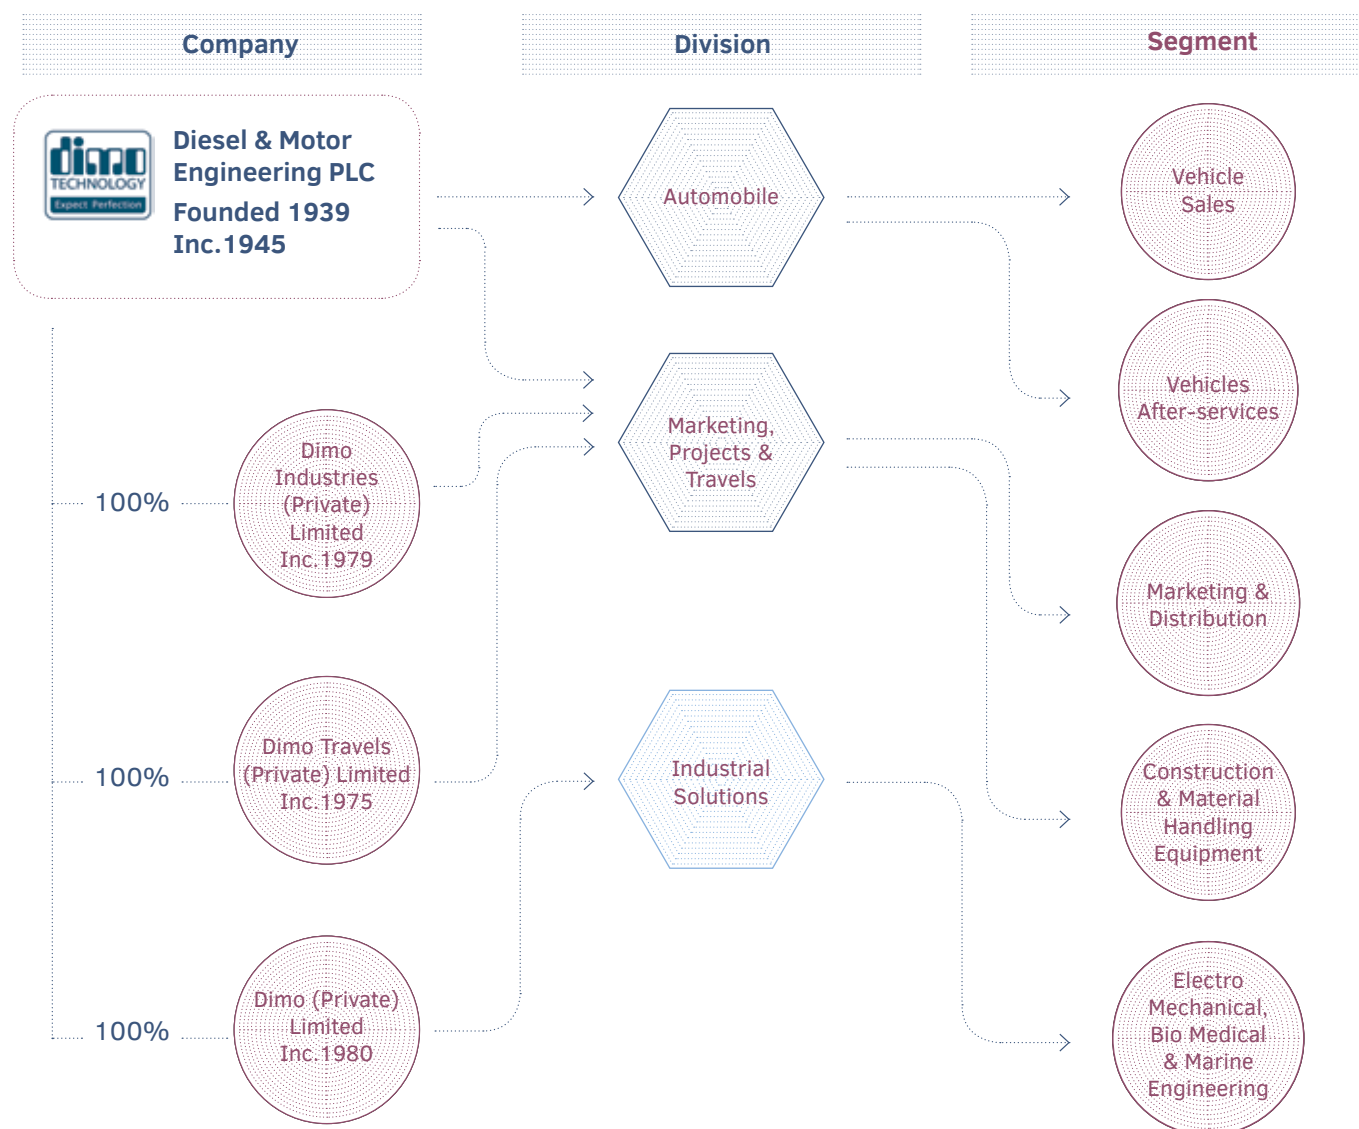 Company
Division
Segment
dimo
TECHNOLOGY
Expect Perfection
Diesel & Motor
Engineering PLC
Founded 1939
Inc.1945
Automobile
Vehicle
Sales
Vehicles
After-services
Marketing,
Projects &
Travels
100%
Dimo
Industries
(Private)
Limited
Inc.1979
Marketing &
Distribution
100%
Dimo Travels
(Private) Limited
Inc.1975
Industrial
Solutions
Construction
& Material
Handling
Equipment
100%
Dimo (Private)
Limited
Inc.1980
Electro
Mechanical,
Bio Medical
& Marine
Engineering